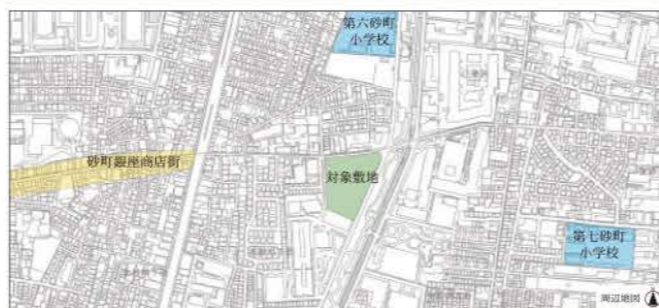 第六砂町
小学校
砂町銀座商店街
対象敷地
第七砂町
小学校
周辺地図